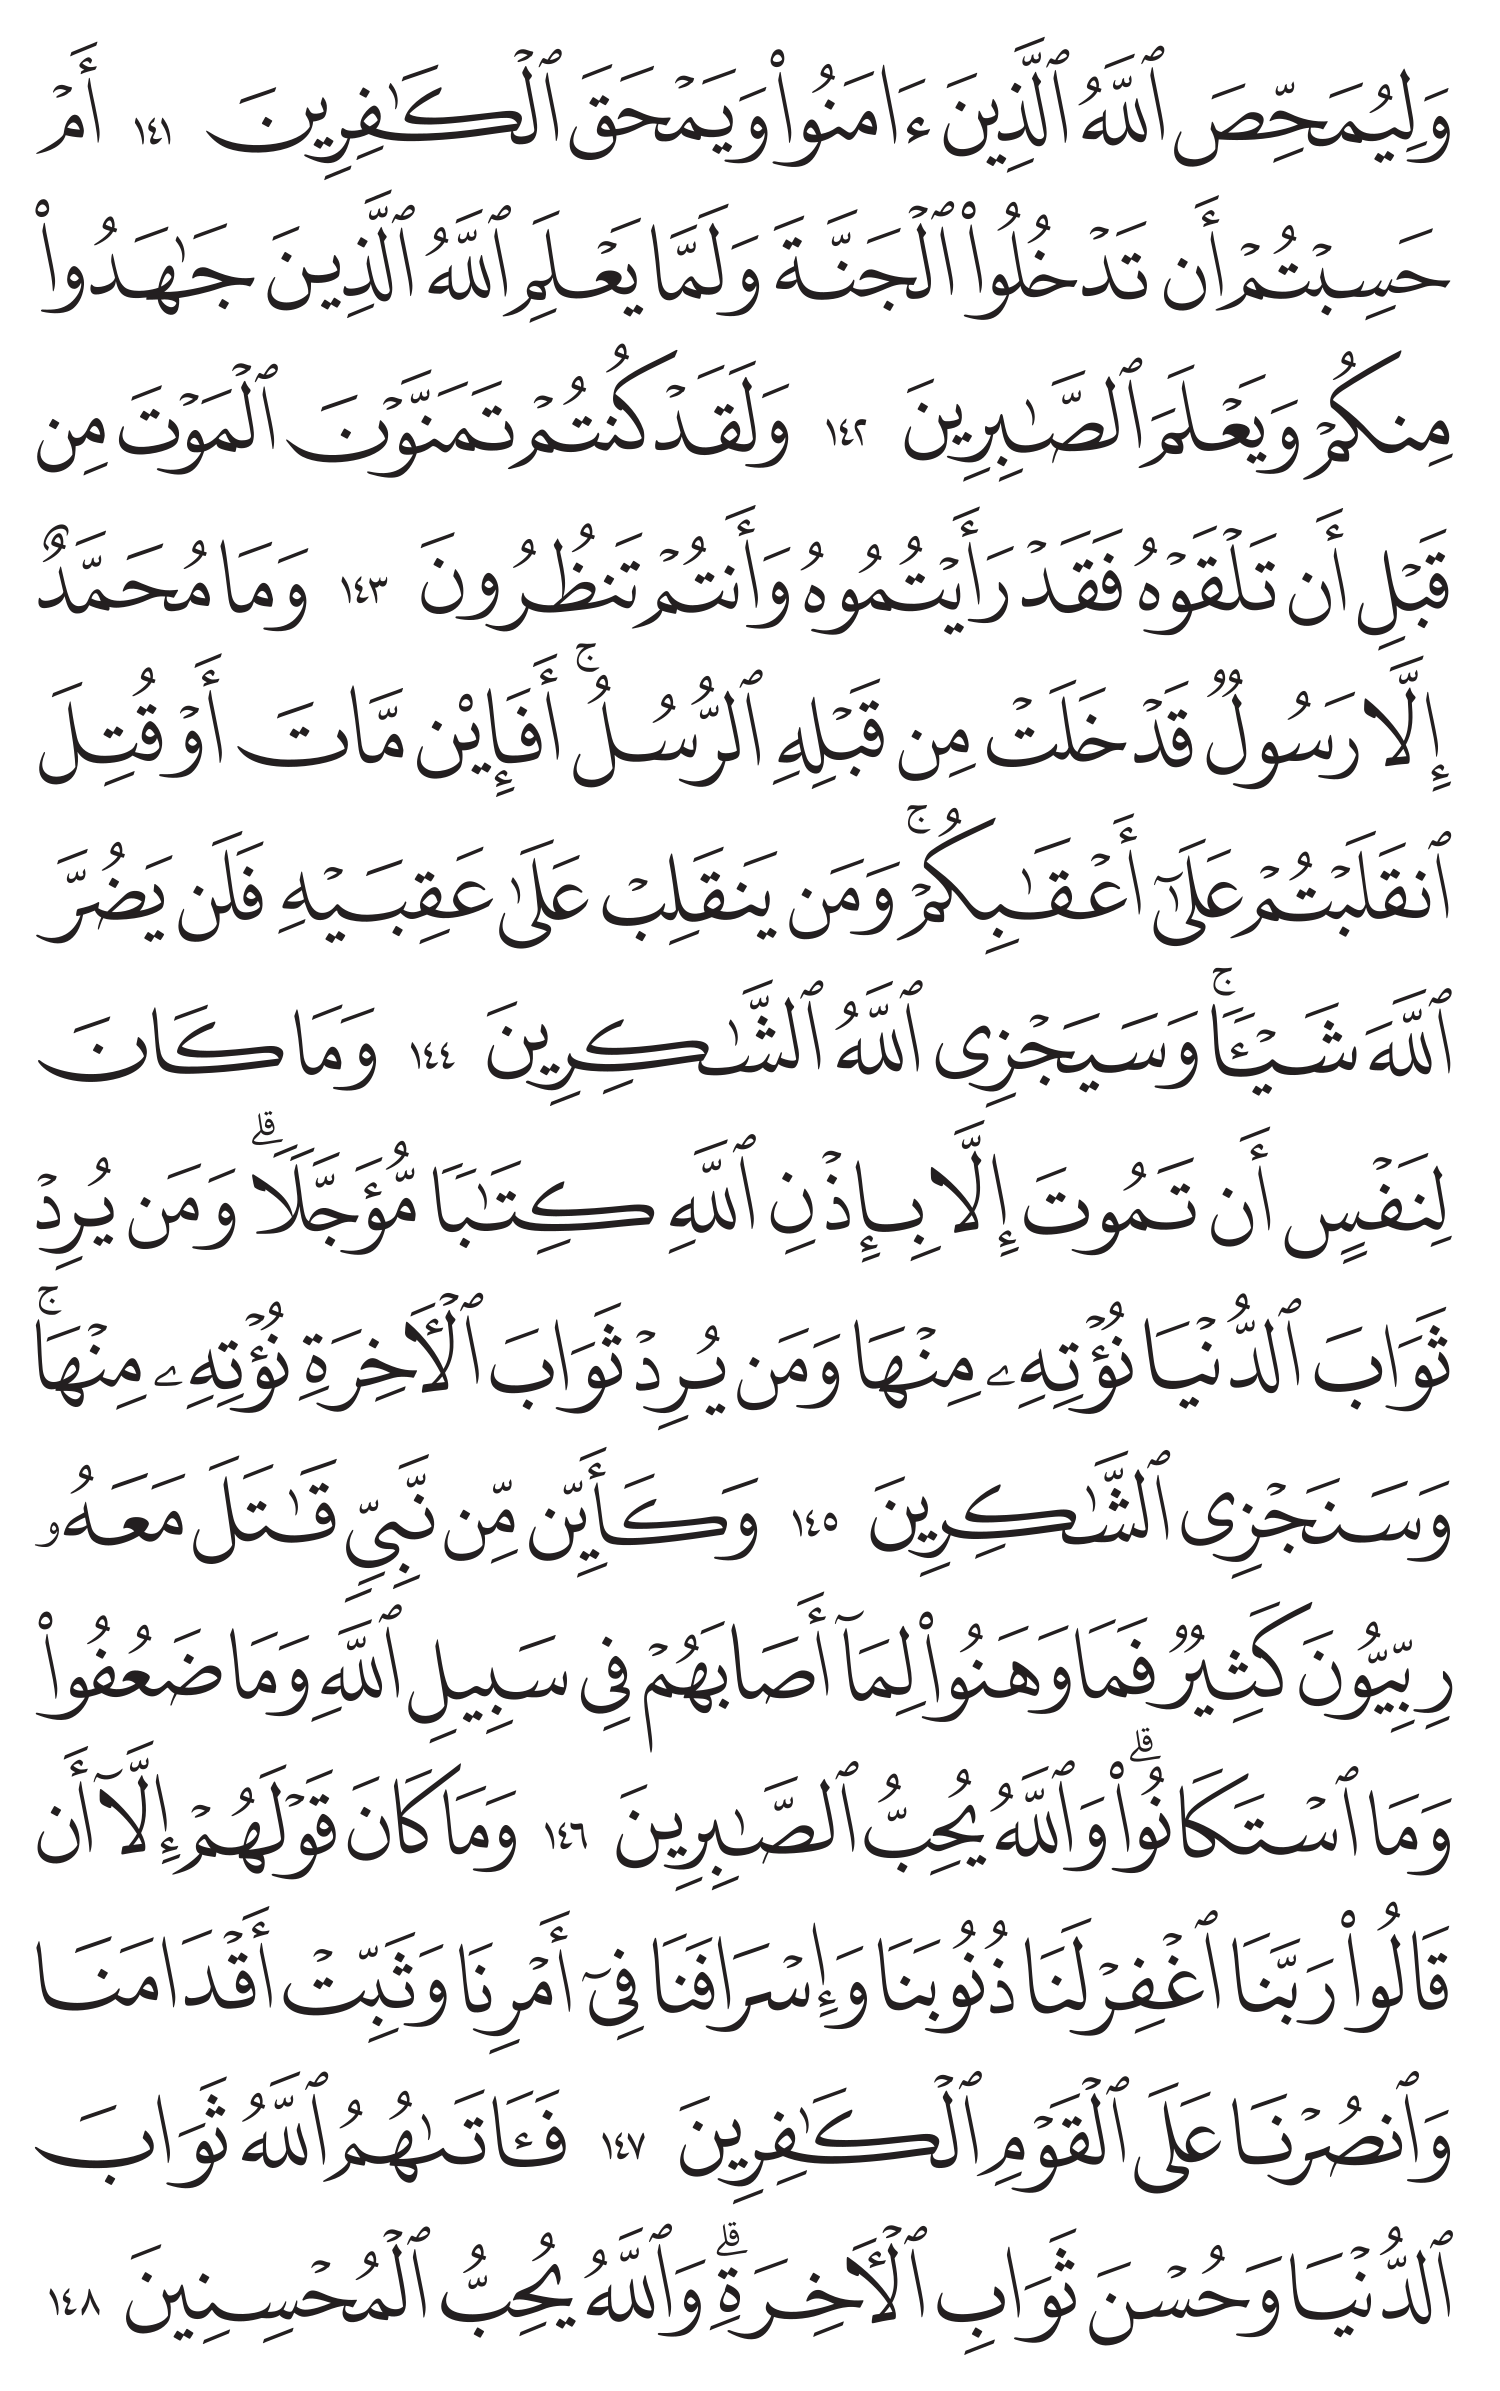 وَلِيُمَحِّصَ ٱللَّهُ ٱلَّذِينَ ءَامَنُوا۟ وَيَمْحَقَ ٱلْكَٰفِرِينَ ١٤١ أَمْ
حَسِبْتُمْ أَن تَدْخُلُوا۟ ٱلْجَنَّةَ وَلَمَّا يَعْلَمِ ٱللَّهُ ٱلَّذِينَ جَٰهَدُوا۟
مِنكُمْ وَيَعْلَمَ ٱلصَّٰبِرِينَ ١٤٢ وَلَقَدْ كُنتُمْ تَمَنَّوْنَ ٱلْمَوْتَ مِن
قَبْلِ أَن تَلْقَوْهُ فَقَدْ رَأَيْتُمُوهُ وَأَنتُمْ تَنظُرُونَ ١٤٣ وَمَا مُحَمَّدٌ
إِلَّا رَسُولٌ قَدْ خَلَتْ مِن قَبْلِهِ ٱلرُّسُلُ ۚ أَفَإِي۟ن مَّاتَ أَوْ قُتِلَ
ٱنقَلَبْتُمْ عَلَىٰٓ أَعْقَٰبِكُمْ ۚ وَمَن يَنقَلِبْ عَلَىٰ عَقِبَيْهِ فَلَن يَضُرَّ
ٱللَّهَ شَيْـًٔا ۚ وَسَيَجْزِى ٱللَّهُ ٱلشَّٰكِرِينَ ١٤٤ وَمَا كَانَ
لِنَفْسٍ أَن تَمُوتَ إِلَّا بِإِذْنِ ٱللَّهِ كِتَٰبًا مُّؤَجَّلًا ۗ وَمَن يُرِدْ
ثَوَابَ ٱلدُّنْيَا نُؤْتِهِۦ مِنْهَا وَمَن يُرِدْ ثَوَابَ ٱلْـَٔاخِرَةِ نُؤْتِهِۦ مِنْهَا ۚ
وَسَنَجْزِى ٱلشَّٰكِرِينَ ١٤٥ وَكَأَيِّن مِّن نَّبِىٍّ قَٰتَلَ مَعَهُۥ
رِبِّيُّونَ كَثِيرٌ فَمَا وَهَنُوا۟ لِمَآ أَصَابَهُمْ فِى سَبِيلِ ٱللَّهِ وَمَا ضَعُفُوا۟
وَمَا ٱسْتَكَانُوا۟ ۗ وَٱللَّهُ يُحِبُّ ٱلصَّٰبِرِينَ ١٤٦ وَمَا كَانَ قَوْلَهُمْ إِلَّآ أَن
قَالُوا۟ رَبَّنَا ٱغْفِرْ لَنَا ذُنُوبَنَا وَإِسْرَافَنَا فِىٓ أَمْرِنَا وَثَبِّتْ أَقْدَامَنَا
وَٱنصُرْنَا عَلَى ٱلْقَوْمِ ٱلْكَٰفِرِينَ ١٤٧ فَـَٔاتَىٰهُمُ ٱللَّهُ ثَوَابَ
ٱلدُّنْيَا وَحُسْنَ ثَوَابِ ٱلْـَٔاخِرَةِ ۗ وَٱللَّهُ يُحِبُّ ٱلْمُحْسِنِينَ ١٤٨